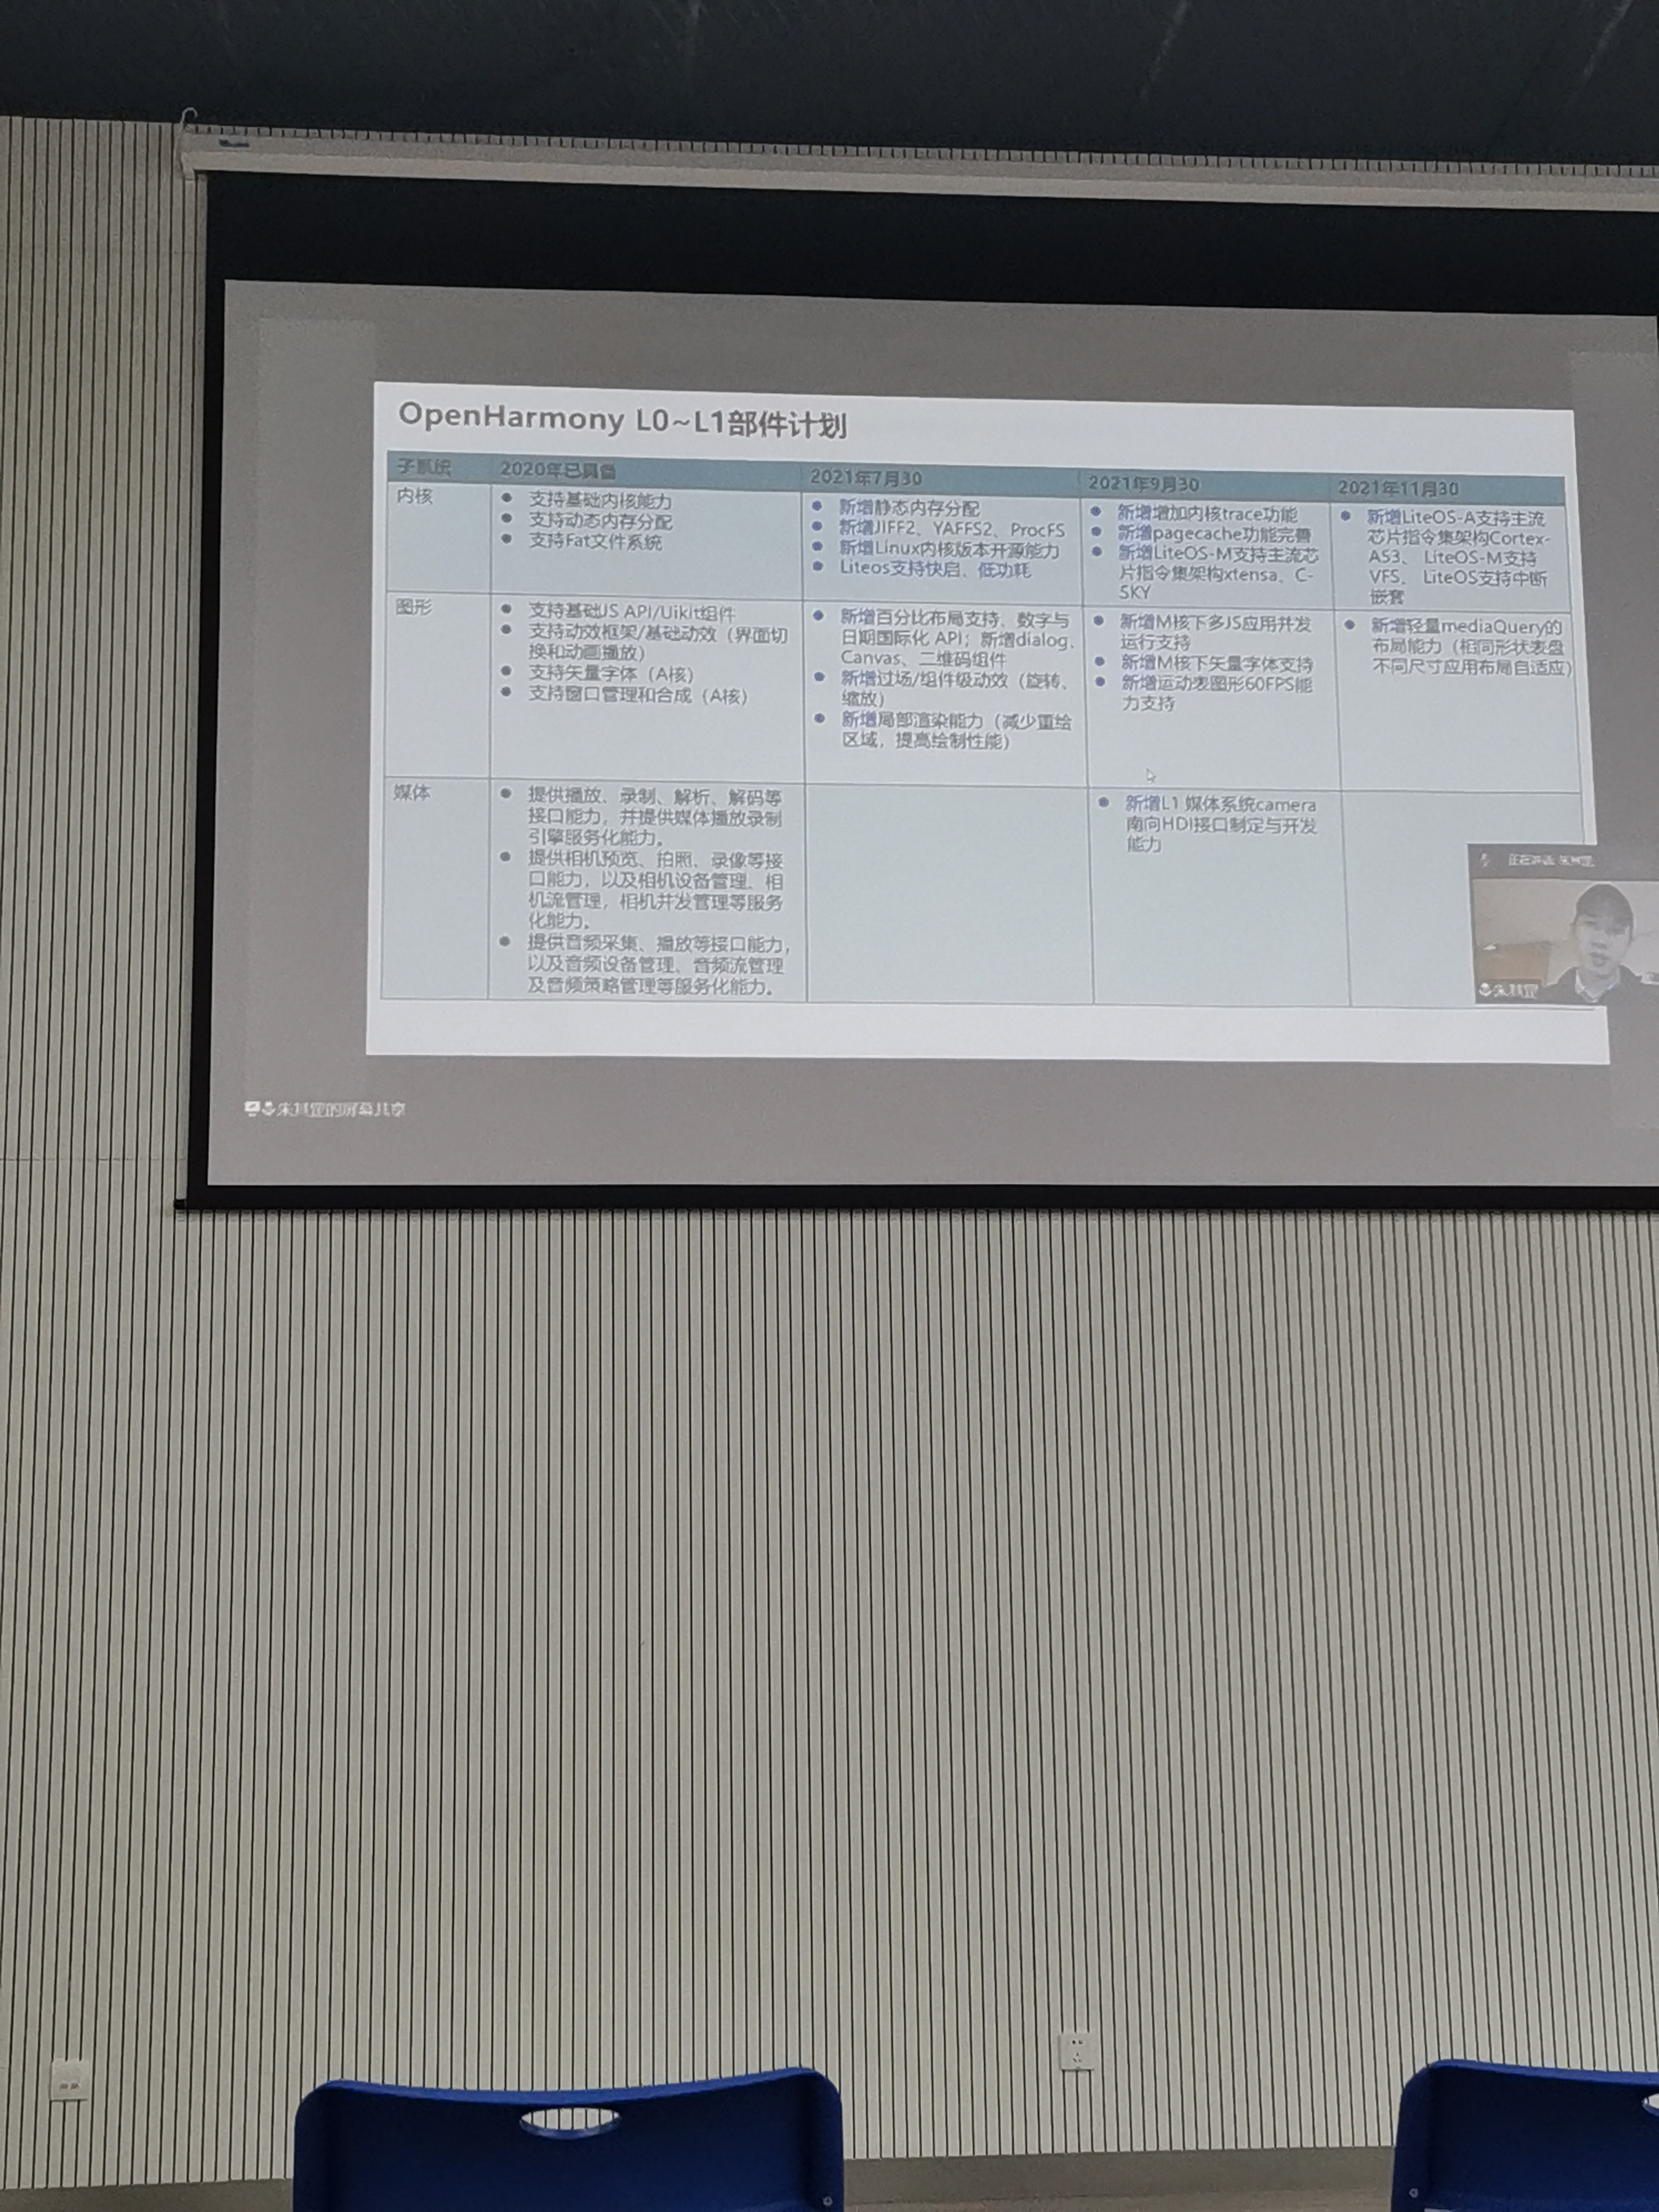 OpenHarmony L0~L1部件计划
子系统
2020年已具备
2021年7月30
2021年9月30
2021年11月30
内核
支持基础内核能力
支持动态内存分配
支持Fat文件系统
新增静态内存分配
新增JIFF2、YAFFS2、ProcFS
新增Linux内核版本开源能力
Liteos支持快启、低功耗
新增增加内核trace功能
新增pagecache功能完善
新增LiteOS-M支持主流芯
片指令集架构xtensa、C-
SKY
新增LiteOS-A支持主流
芯片指令集架构Cortex-
A53、 LiteOS-M支持
VFS、 LiteOS支持中断
嵌套
图形
支持基础JS API/Uikit组件
支持动效框架/基础动效（界面切
换和动画播放）
支持矢量字体（A核）
支持窗口管理和合成（A核）
新增百分比布局支持、数字与
日期国际化 API；新增dialog、
Canvas、二维码组件
新增过场/组件级动效（旋转、
缩放）
新增局部渲染能力（减少重绘
区域，提高绘制性能）
新增M核下多JS应用并发
运行支持
新增M核下矢量字体支持
新增运动表图形60FPS能
力支持
新增轻量mediaQuery的
布局能力（相同形状表盘
不同尺寸应用布局自适应）
媒体
提供播放、录制、解析、解码等
接口能力，并提供媒体播放录制
引擎服务化能力。
提供相机预览、拍照、录像等接
口能力，以及相机设备管理、相
机流管理，相机并发管理等服务
化能力。
提供音频采集、播放等接口能力，
以及音频设备管理、音频流管理
及音频策略管理等服务化能力。
新增L1 媒体系统camera
南向HDI接口制定与开发
能力
的屏幕共享